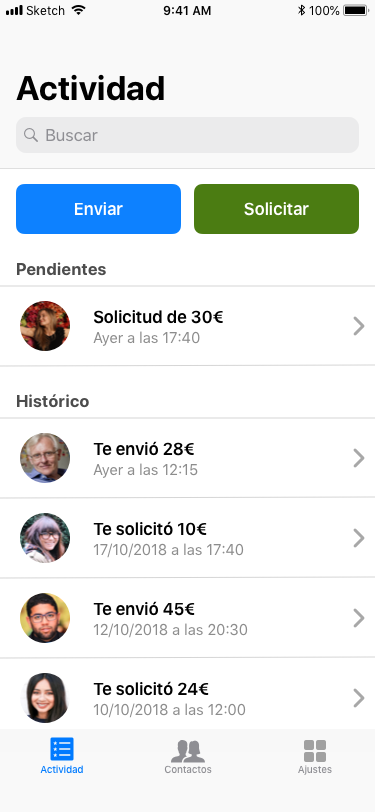 Sketch 9:41 AM 100%
Actividad
Buscar
Enviar Solicitar
Pendientes
Solicitud de 30€
Ayer a las 17:40
Histórico
Te envió 28€
Ayer a las 12:15
Te solicitó 10€
17/10/2018 a las 17:40
Te envió 45€
12/10/2018 a las 20:30
Te solicitó 24€
10/10/2018 a las 12:00
Actividad Contactos Ajustes